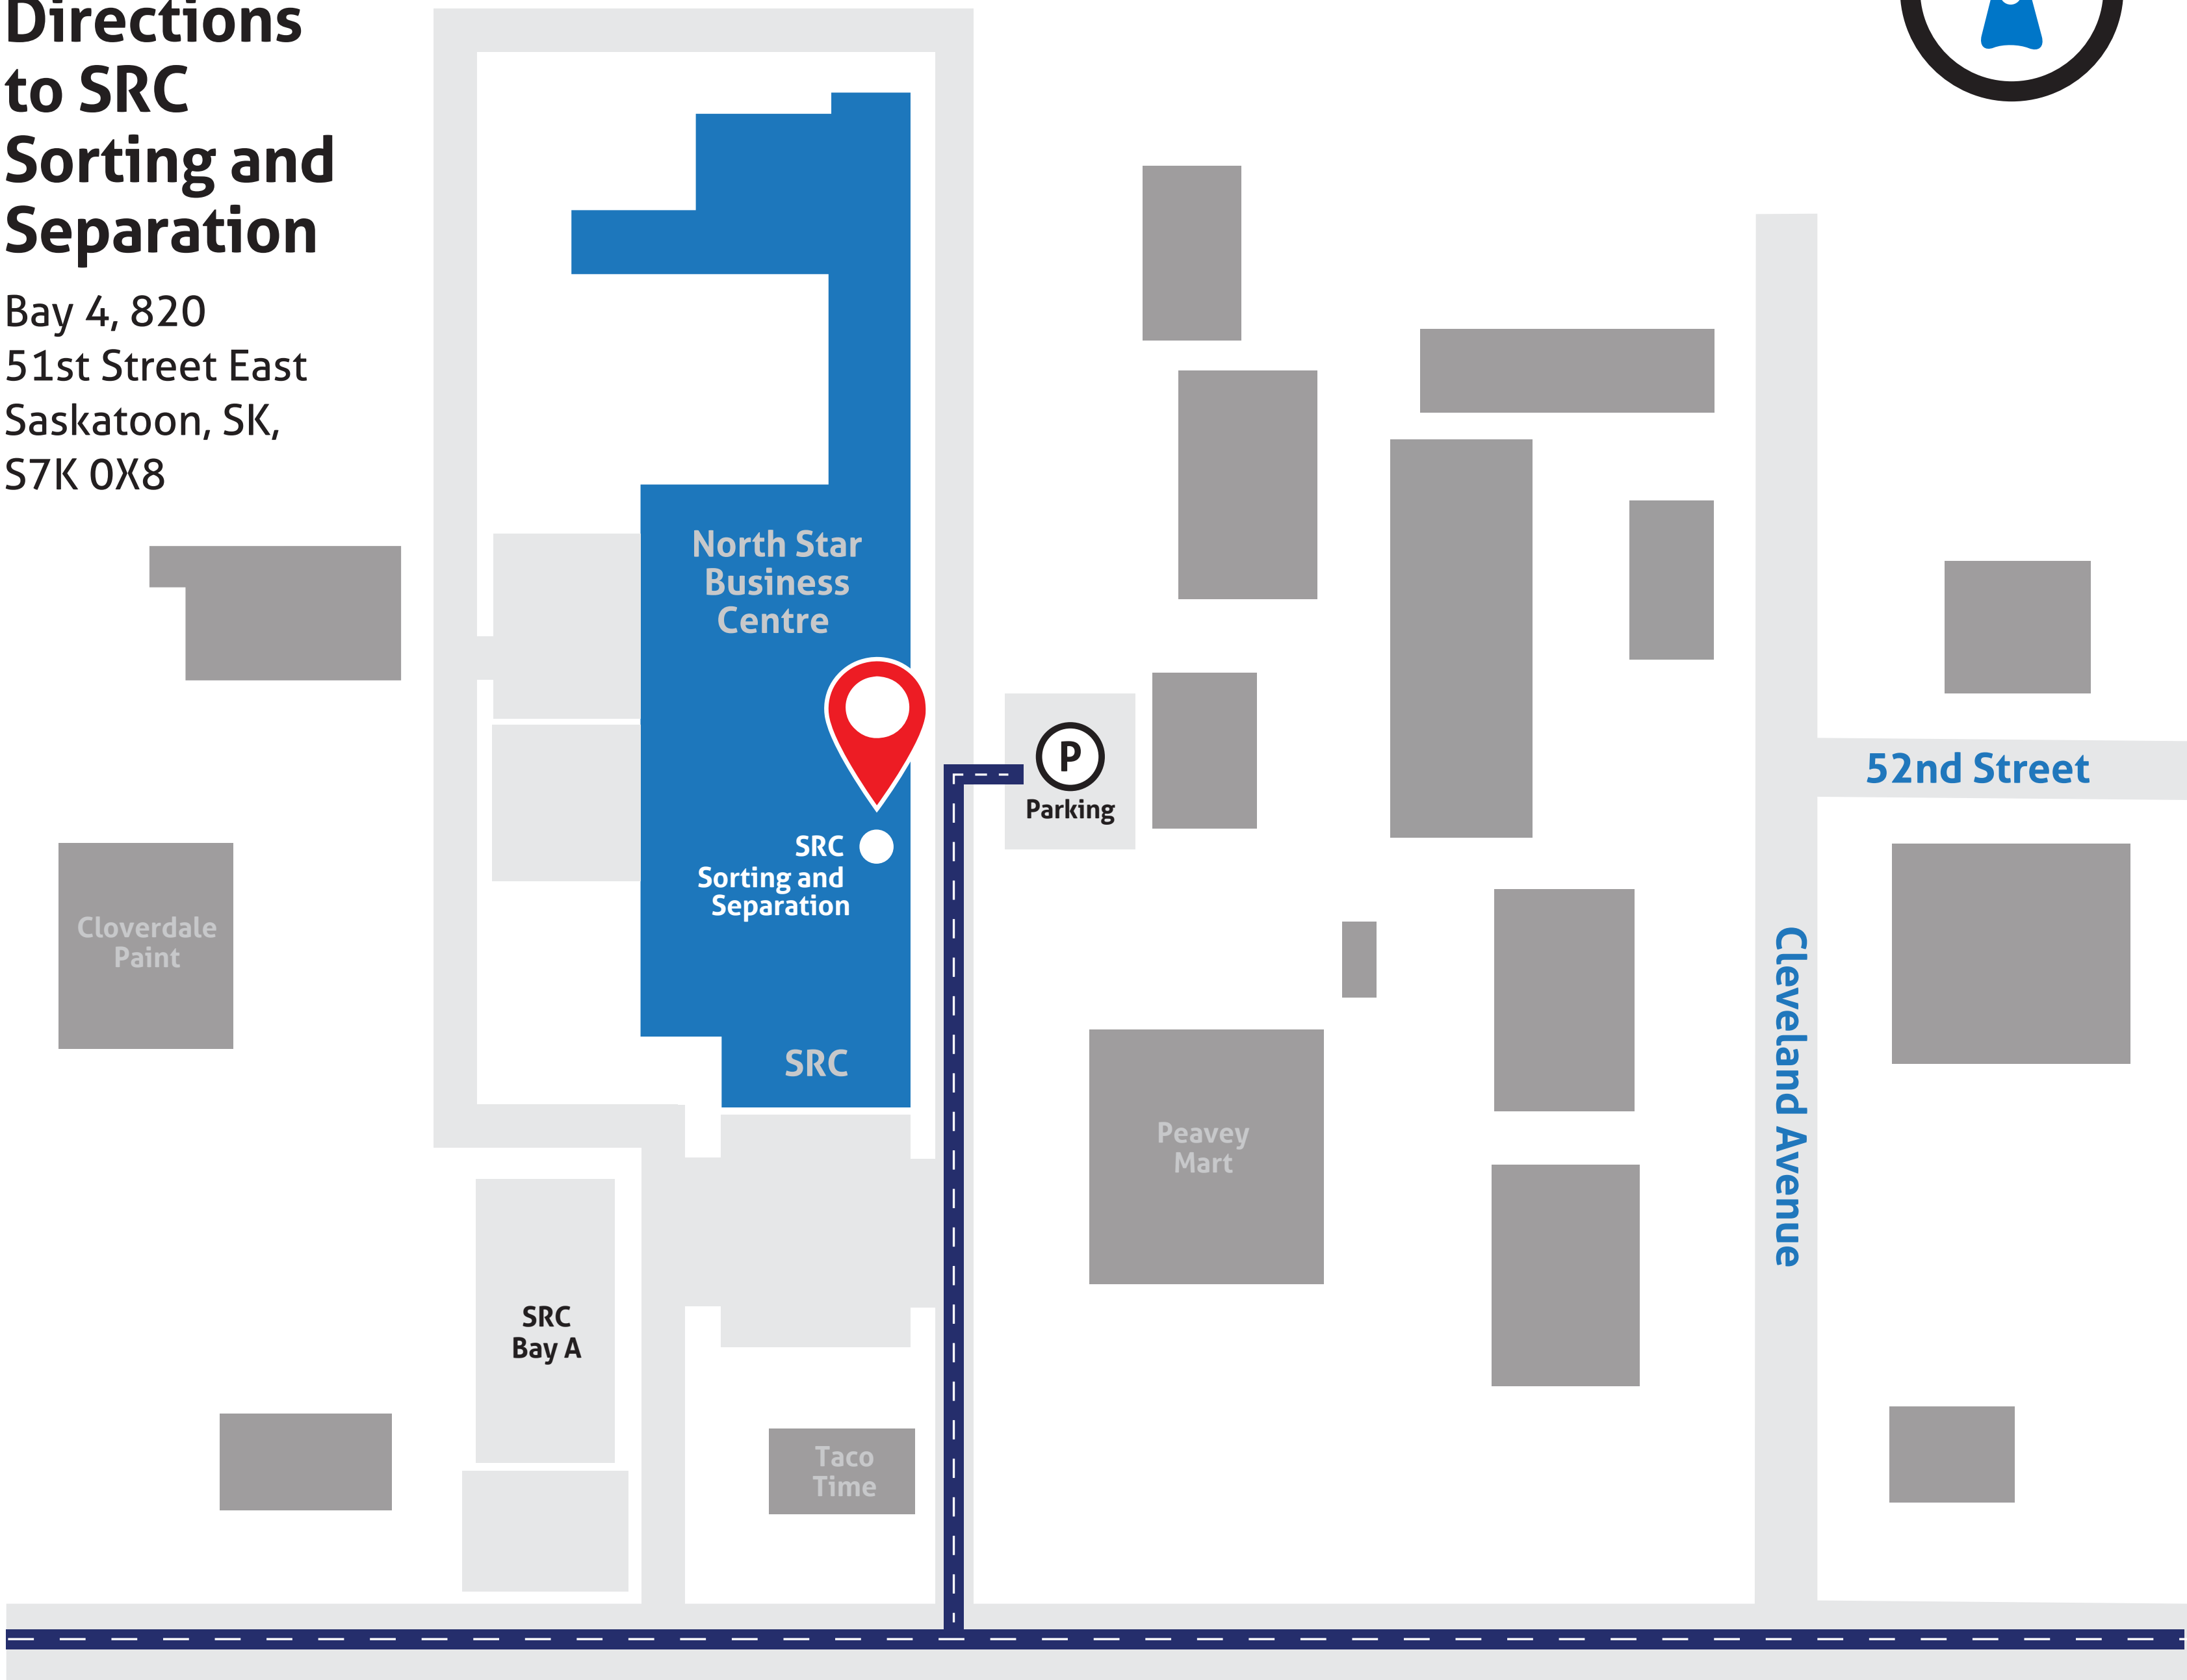 Directions
to SRC
Sorting and
Separation
Bay 4, 820
51st Street East
Saskatoon, SK,
S7K 0X8
North Star
Business
Centre
P
Parking
52nd Street
SRC
Sorting and
Separation
Cloverdale
Paint
Cleveland Avenue
SRC
Peavey
Mart
SRC
Bay A
Taco
Time